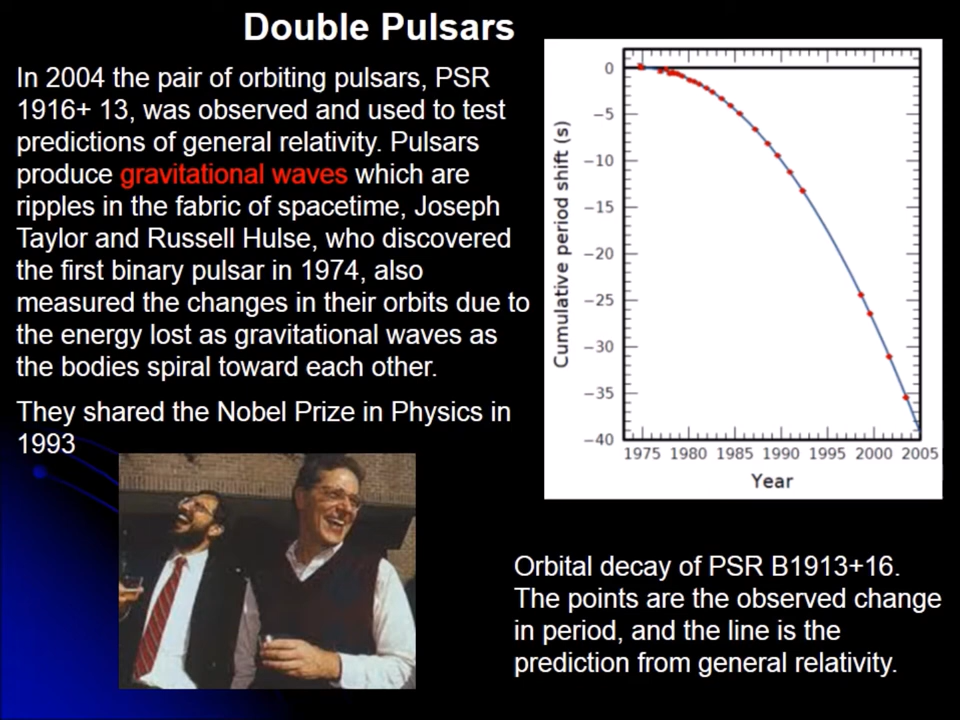 Double Pulsars
In 2004 the pair of orbiting pulsars, PSR
1916+ 13, was observed and used to test
predictions of general relativity. Pulsars
produce gravitational waves which are
ripples in the fabric of spacetime, Joseph
Taylor and Russell Hulse, who discovered
the first binary pulsar in 1974, also
measured the changes in their orbits due to
the energy lost as gravitational waves as
the bodies spiral toward each other.
They shared the Nobel Prize in Physics in
1993
Cumulative period shift (s)
0
−5
−10
−15
−20
−25
−30
−35
−40
1975 1980 1985 1990 1995 2000 2005
Year
Orbital decay of PSR B1913+16.
The points are the observed change
in period, and the line is the
prediction from general relativity.